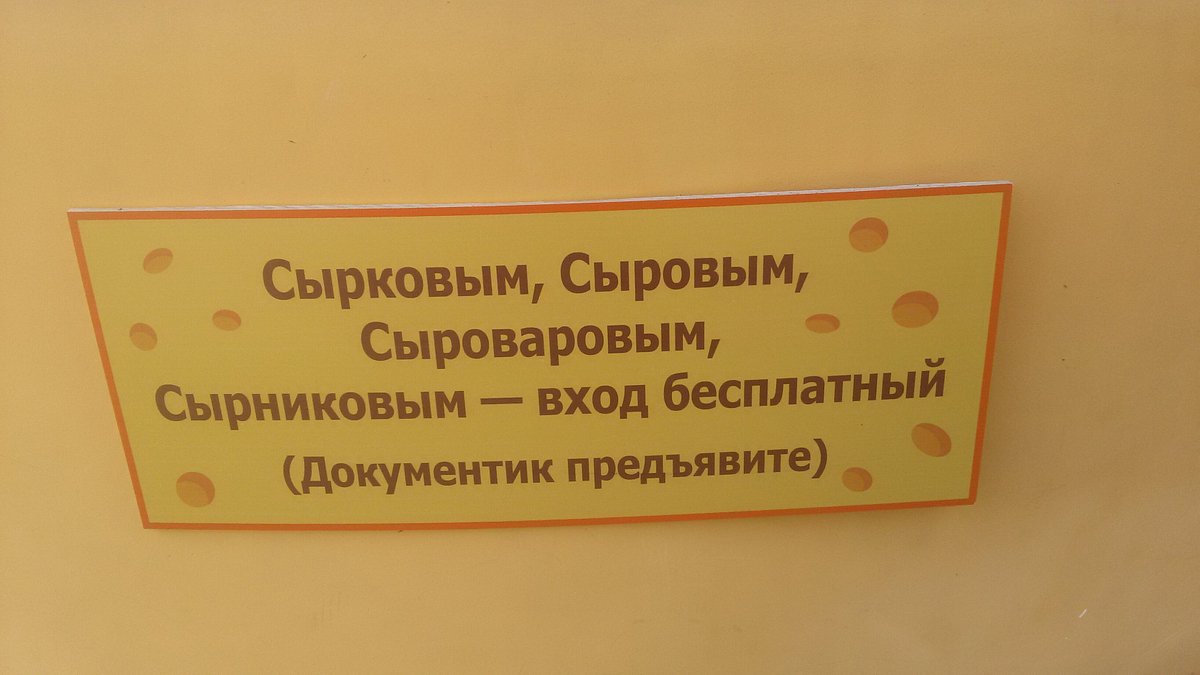 Сырковым, Сыровым,
Сыроваровым,
Сырниковым — вход бесплатный
(Документик предъявите)